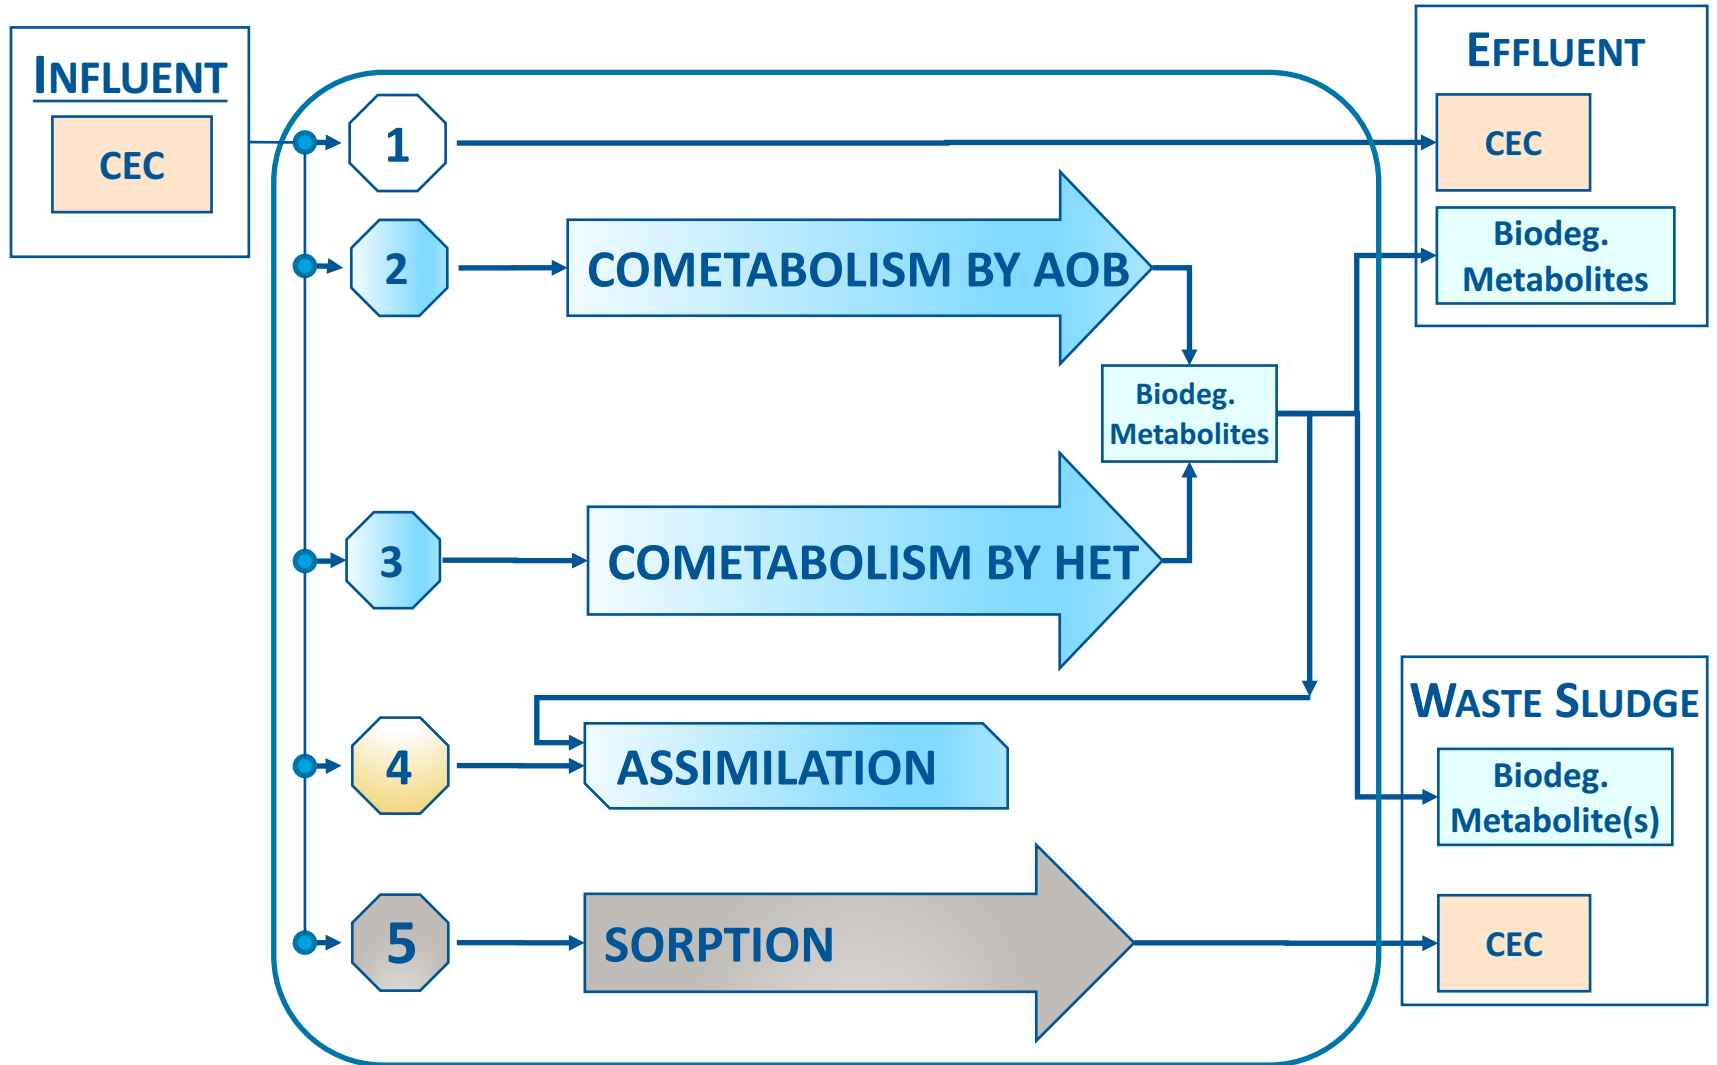 INFLUENT
CEC
1
2
COMETABOLISM BY AOB
3
COMETABOLISM BY HET
4
ASSIMILATION
5
SORPTION
Biodeg.
Metabolites
EFFLUENT
CEC
Biodeg.
Metabolites
WASTE SLUDGE
Biodeg.
Metabolite(s)
CEC